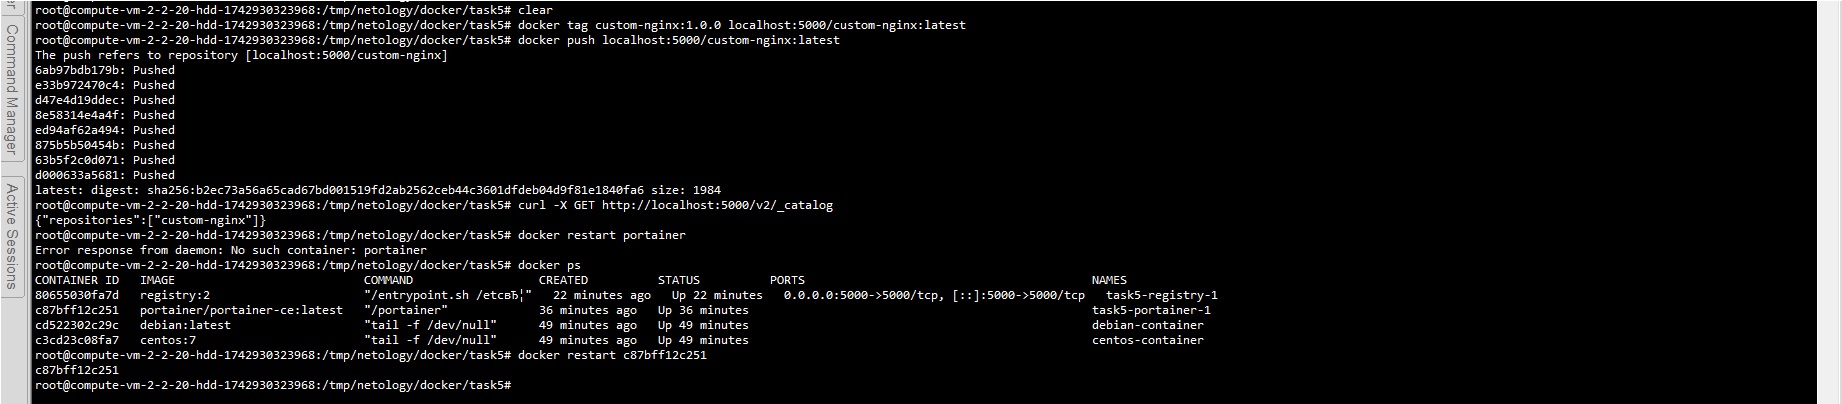 er
Command Manager
Active Sessions
root@compute-vm-2-2-20-hdd-1742930323968:/tmp/netology/docker/task5# clear
root@compute-vm-2-2-20-hdd-1742930323968:/tmp/netology/docker/task5# docker tag custom-nginx:1.0.0 localhost:5000/custom-nginx:latest
root@compute-vm-2-2-20-hdd-1742930323968:/tmp/netology/docker/task5# docker push localhost:5000/custom-nginx:latest
The push refers to repository [localhost:5000/custom-nginx]
6ab97bdb179b: Pushed
e33b972470c4: Pushed
d47e4d19ddec: Pushed
8e58314e4a4f: Pushed
ed94af62a494: Pushed
875b5b50454b: Pushed
63b5f2c0d071: Pushed
d000633a5681: Pushed
latest: digest: sha256:b2ec73a56a65cad67bd001519fd2ab2562ceb44c3601dfdeb04d9f81e1840fa6 size: 1984
root@compute-vm-2-2-20-hdd-1742930323968:/tmp/netology/docker/task5# curl -X GET http://localhost:5000/v2/_catalog
{"repositories":["custom-nginx"]}
root@compute-vm-2-2-20-hdd-1742930323968:/tmp/netology/docker/task5# docker restart portainer
Error response from daemon: No such container: portainer
root@compute-vm-2-2-20-hdd-1742930323968:/tmp/netology/docker/task5# docker ps
CONTAINER ID   IMAGE                           COMMAND                  CREATED          STATUS          PORTS                                         NAMES
80655030fa7d   registry:2                      "/entrypoint.sh /etcвЂ¦"   22 minutes ago   Up 22 minutes   0.0.0.0:5000->5000/tcp, [::]:5000->5000/tcp   task5-registry-1
c87bff12c251   portainer/portainer-ce:latest   "/portainer"             36 minutes ago   Up 36 minutes                                                 task5-portainer-1
cd522302c29c   debian:latest                   "tail -f /dev/null"      49 minutes ago   Up 49 minutes                                                 debian-container
c3cd23c08fa7   centos:7                        "tail -f /dev/null"      49 minutes ago   Up 49 minutes                                                 centos-container
root@compute-vm-2-2-20-hdd-1742930323968:/tmp/netology/docker/task5# docker restart c87bff12c251
c87bff12c251
root@compute-vm-2-2-20-hdd-1742930323968:/tmp/netology/docker/task5#